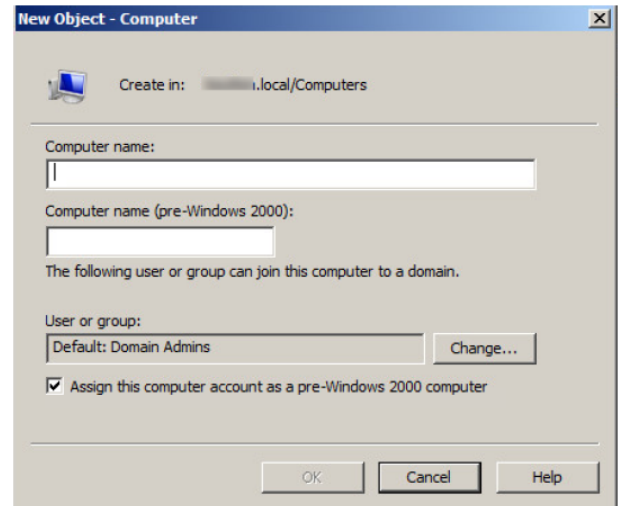 New Object - Computer
Create in: .local/Computers
Computer name:
Computer name (pre-Windows 2000):
The following user or group can join this computer to a domain.
User or group:
Default: Domain Admins
Change...
Assign this computer account as a pre-Windows 2000 computer
OK Cancel Help